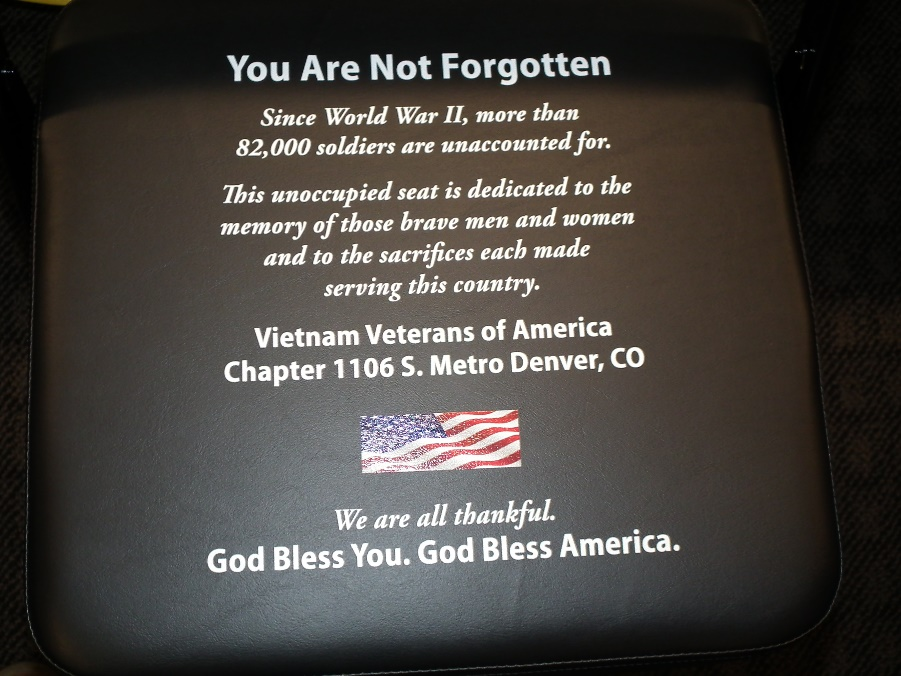 You Are Not Forgotten
Since World War II, more than
82,000 soldiers are unaccounted for.
This unoccupied seat is dedicated to the
memory of those brave men and women
and to the sacrifices each made
serving this country.
Vietnam Veterans of America
Chapter 1106 S. Metro Denver, CO
We are all thankful.
God Bless You. God Bless America.